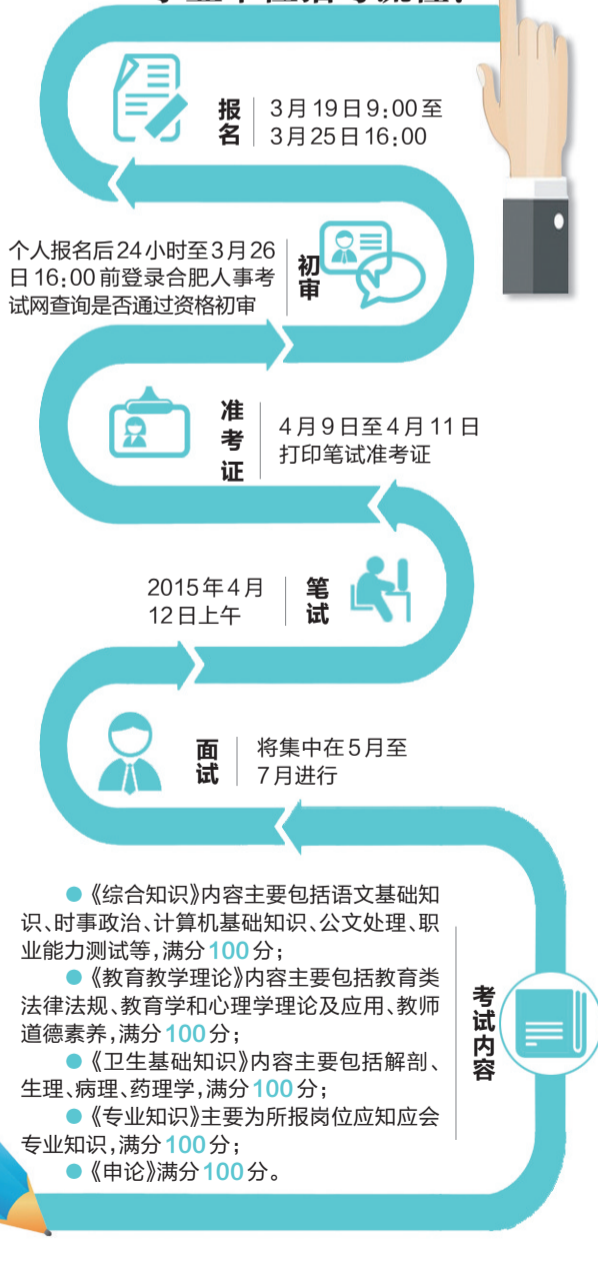 报名
3月19日9:00至
3月25日16:00
个人报名后24小时至3月26
日16:00前登录合肥人事考
试网查询是否通过资格初审
初审
准考证
4月9日至4月11日
打印笔试准考证
2015年4月
12日上午
笔试
面试
将集中在5月至
7月进行
●《综合知识》内容主要包括语文基础知
识、时事政治、计算机基础知识、公文处理、职
业能力测试等,满分100分;
●《教育教学理论》内容主要包括教育类
法律法规、教育学和心理学理论及应用、教师
道德素养,满分100分;
●《卫生基础知识》内容主要包括解剖、
生理、病理、药理学,满分100分;
●《专业知识》主要为所报岗位应知应会
专业知识,满分100分;
●《申论》满分100分。
考试内容